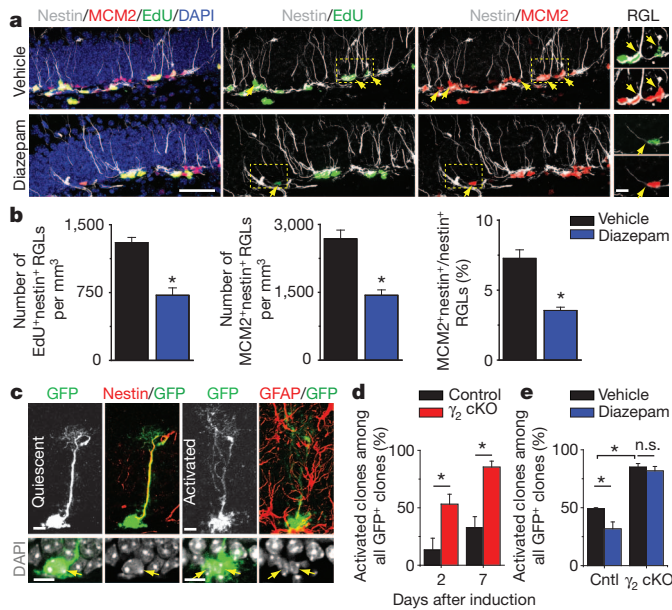 a
Nestin/MCM2/EdU/DAPI
Nestin/EdU
Nestin/MCM2
RGL
Vehicle
Diazepam
b
Number of
EdU⁺nestin⁺ RGLs
per mm³
1,500
750
0
*
Number of
MCM2⁺nestin⁺ RGLs
per mm³
3,000
1,500
0
*
MCM2⁺nestin⁺/nestin⁺
RGLs (%)
10
5
0
*
Vehicle
Diazepam
c
GFP
Nestin/GFP
GFP
GFAP/GFP
Quiescent
Activated
DAPI
d
Control
γ₂ cKO
Activated clones among
all GFP⁺ clones (%)
100
50
0
*
*
2
7
Days after induction
e
Vehicle
Diazepam
Activated clones among
all GFP⁺ clones (%)
100
50
0
*
*
n.s.
Cntl
γ₂ cKO